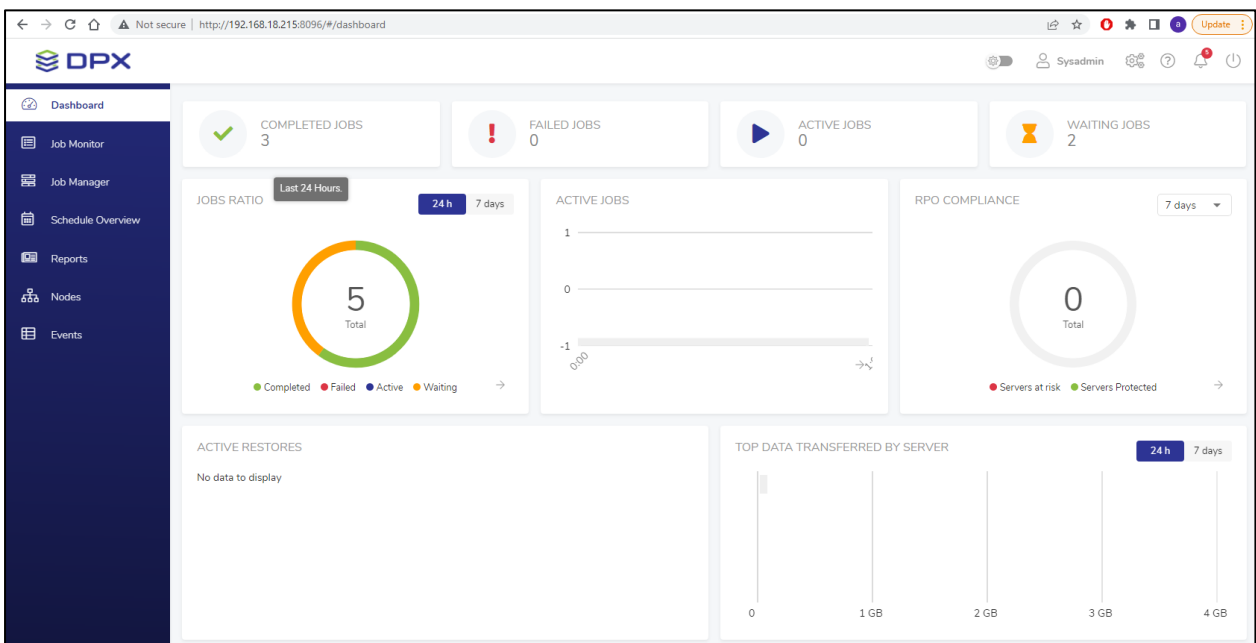 Not secure | http://192.168.18.215:8096/#/dashboard
a
Update
DPX
Sysadmin
5
Dashboard
Job Monitor
Job Manager
Schedule Overview
Reports
Nodes
Events
COMPLETED JOBS
3
FAILED JOBS
0
ACTIVE JOBS
0
WAITING JOBS
2
JOBS RATIO
Last 24 Hours.
24 h 7 days
5
Total
Completed Failed Active Waiting
ACTIVE JOBS
1
0
-1
0:00
RPO COMPLIANCE
7 days
0
Total
Servers at risk Servers Protected
ACTIVE RESTORES
No data to display
TOP DATA TRANSFERRED BY SERVER
24 h 7 days
0 1 GB 2 GB 3 GB 4 GB